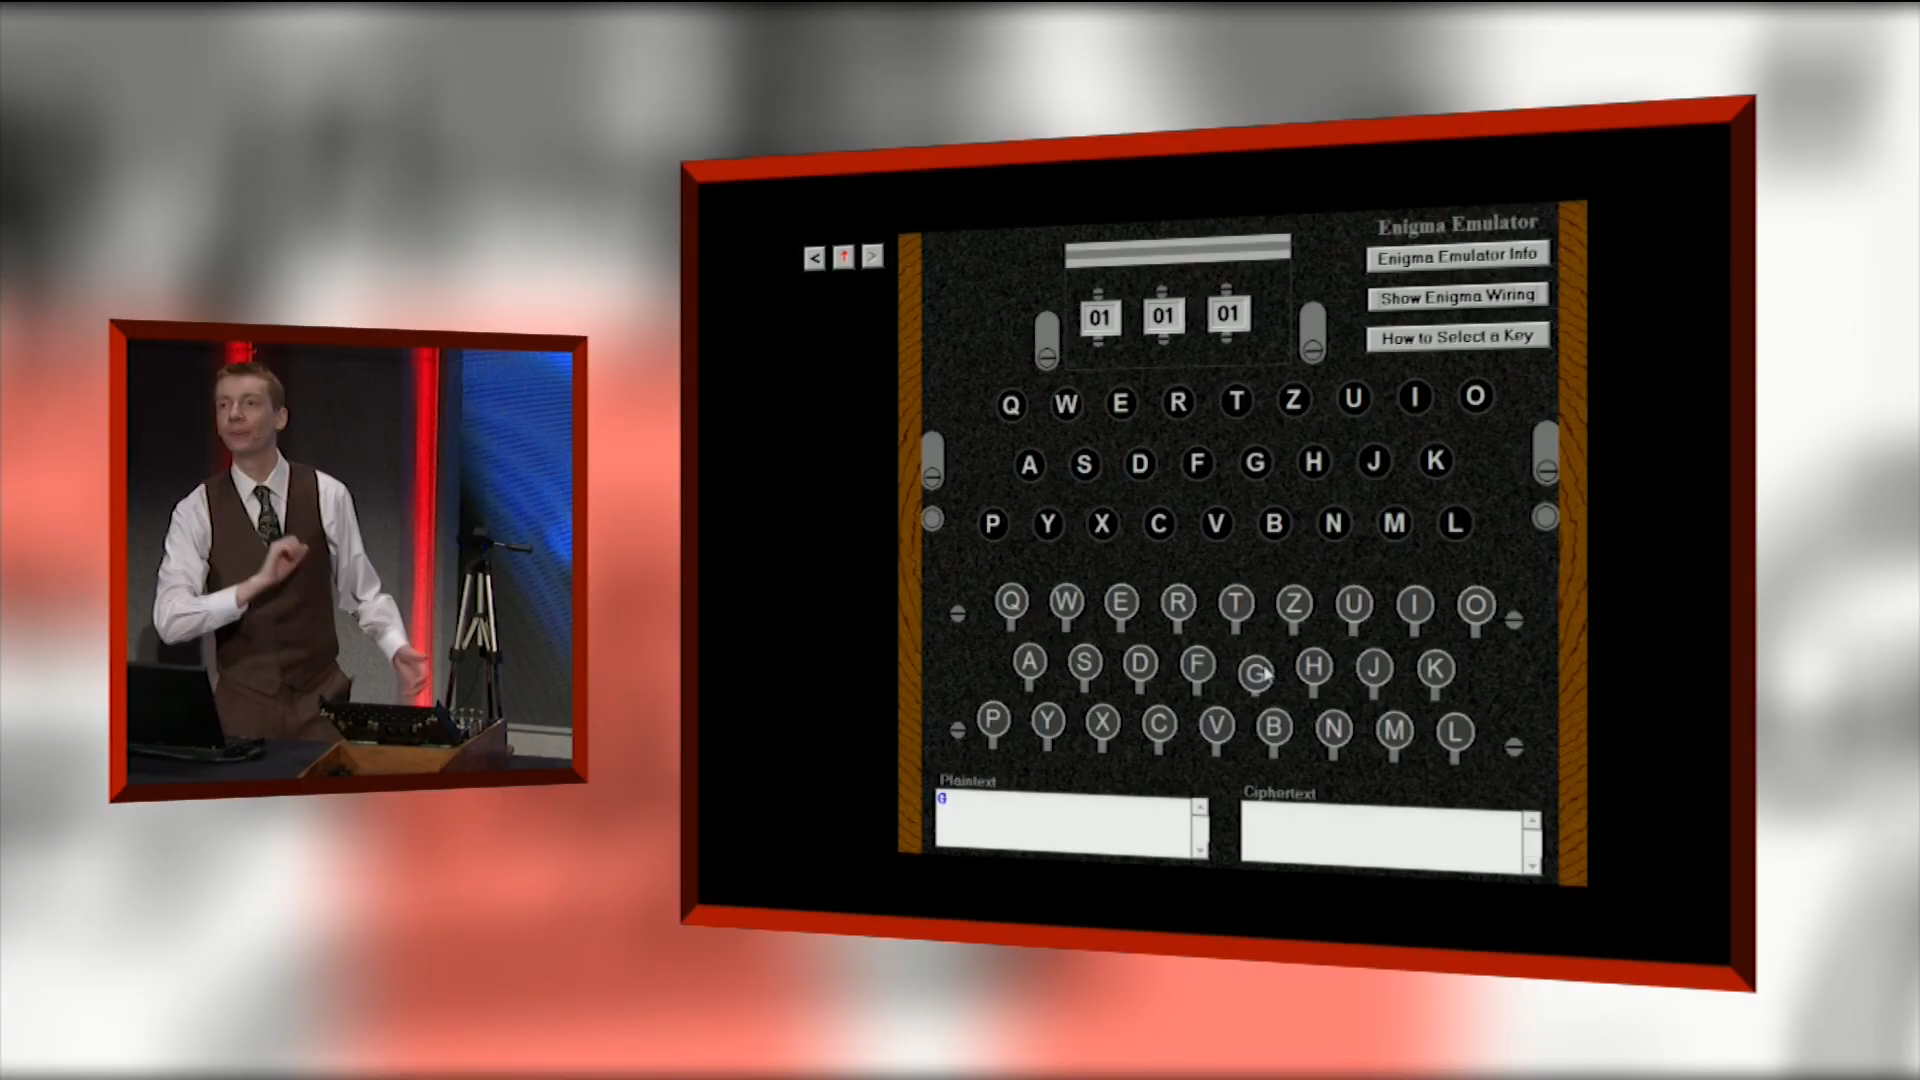 Enigma Emulator
< ↑ >
Enigma Emulator Info
Show Enigma Wiring
01 01 01
How to Select a Key
Q W E R T Z U I O
A S D F G H J K
P Y X C V B N M L
Q W E R T Z U I O
A S D F G H J K
P Y X C V B N M L
Plaintext
G
Ciphertext